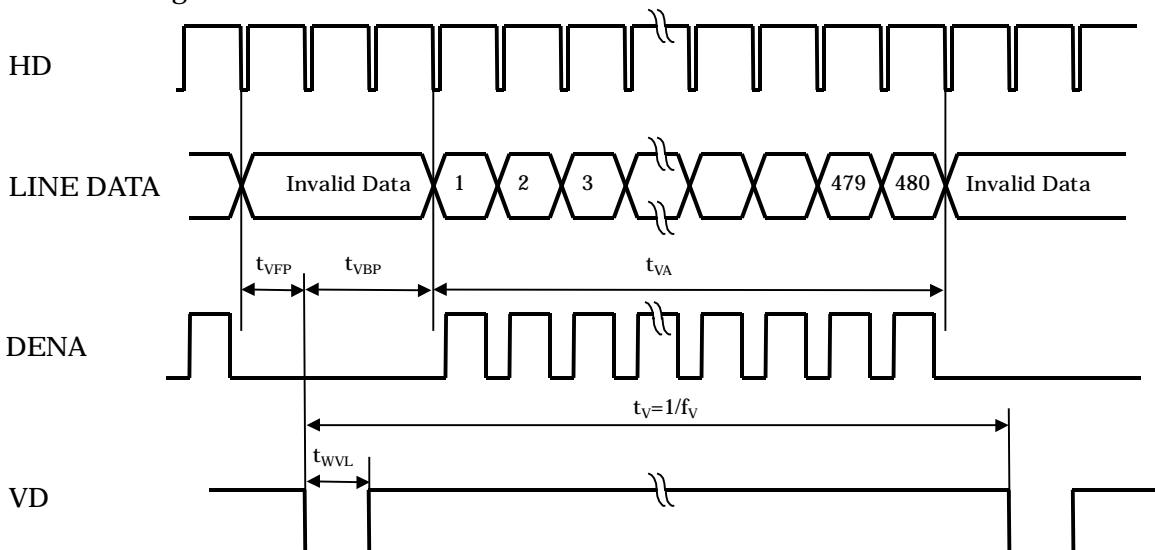 HD
LINE DATA
Invalid Data 1 2 3 479 480 Invalid Data
tVFP tVBP tVA
DENA
tV=1/fV
tWVL
VD